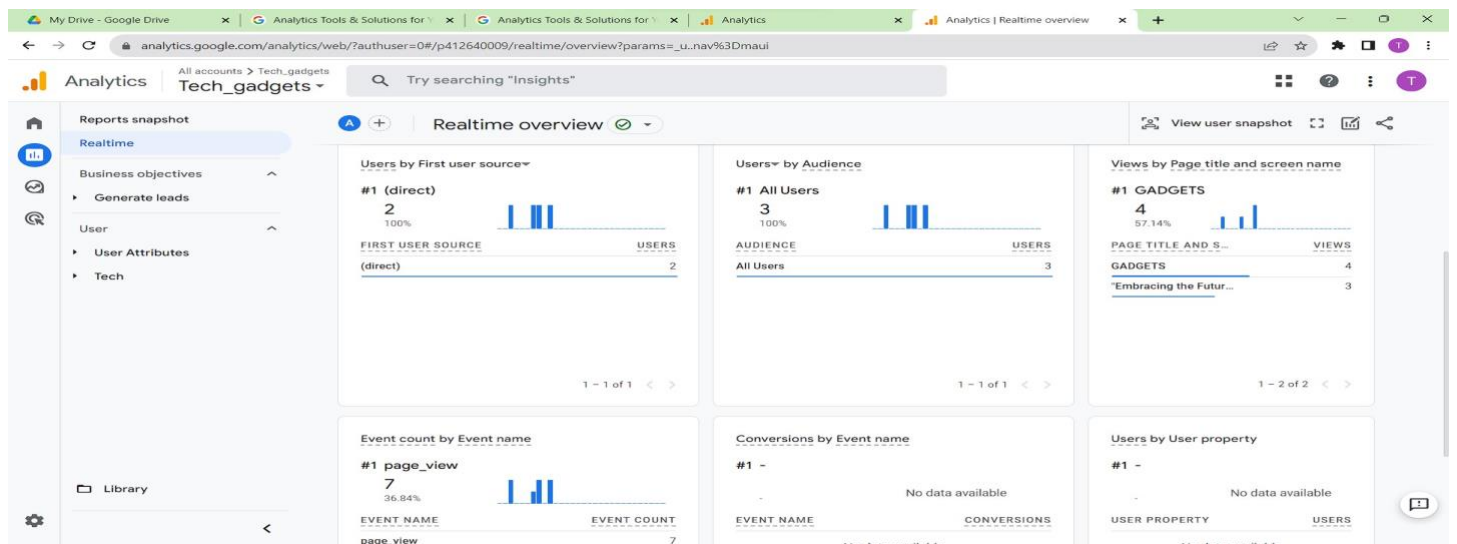 My Drive - Google Drive
Analytics Tools & Solutions for Y
Analytics Tools & Solutions for Y
Analytics
Analytics | Realtime overview
analytics.google.com/analytics/web/?authuser=0#/p412640009/realtime/overview?params=_u..nav%3Dmaui
T
Analytics
All accounts > Tech_gadgets
Tech_gadgets
Try searching "Insights"
T
Reports snapshot
Realtime
Business objectives
Generate leads
User
User Attributes
Tech
Library
A
Realtime overview
View user snapshot
Users by First user source
#1 (direct)
2
100%
FIRST USER SOURCE USERS
(direct) 2
1 - 1 of 1
Users by Audience
#1 All Users
3
100%
AUDIENCE USERS
All Users 3
1 - 1 of 1
Views by Page title and screen name
#1 GADGETS
4
57.14%
PAGE TITLE AND S... VIEWS
GADGETS 4
"Embracing the Futur... 3
1 - 2 of 2
Event count by Event name
#1 page_view
7
36.84%
EVENT NAME EVENT COUNT
page_view 7
Conversions by Event name
#1 -
-
No data available
EVENT NAME CONVERSIONS
Users by User property
#1 -
-
No data available
USER PROPERTY USERS